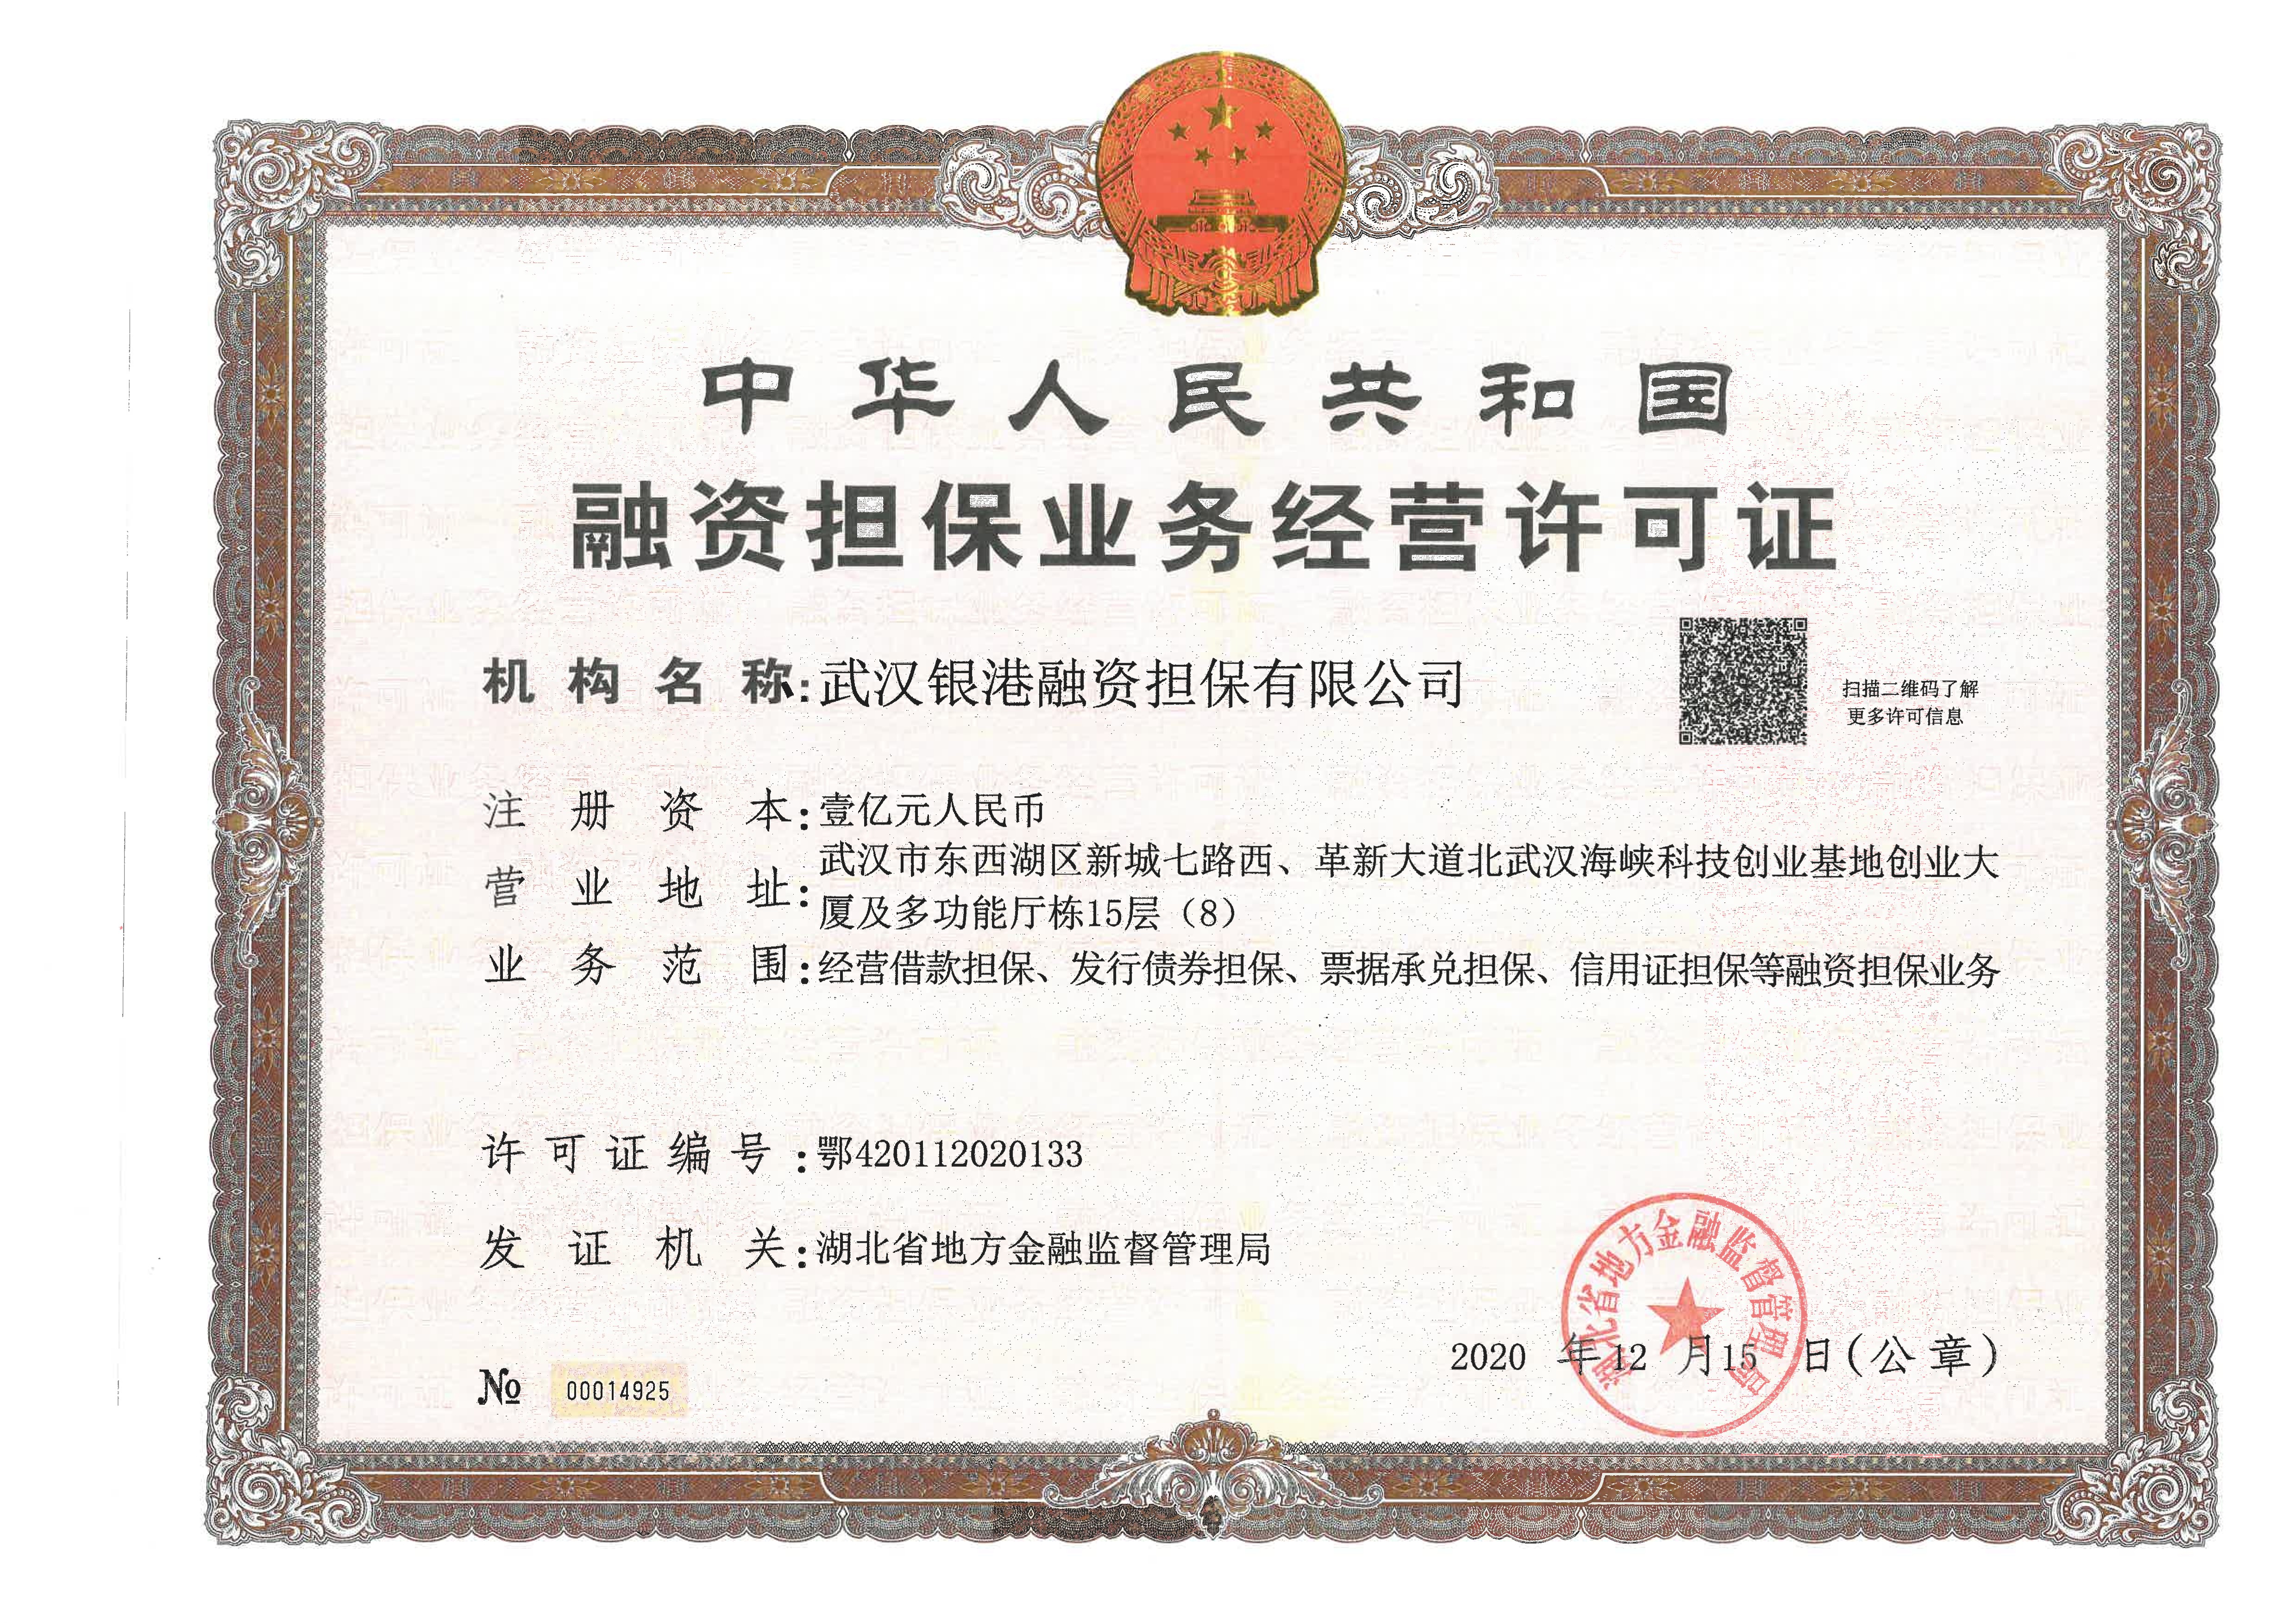 中华人民共和国
融资担保业务经营许可证
机构名称:武汉银港融资担保有限公司
扫描二维码了解
更多许可信息
注册资本:壹亿元人民币
营业地址:武汉市东西湖区新城七路西、革新大道北武汉海峡科技创业基地创业大
厦及多功能厅栋15层（8）
业务范围:经营借款担保、发行债券担保、票据承兑担保、信用证担保等融资担保业务
许可证编号:鄂420112020133
发证机关:湖北省地方金融监督管理局
湖北省地方金融监督管理局
2020年12月15日(公章)
№ 00014925